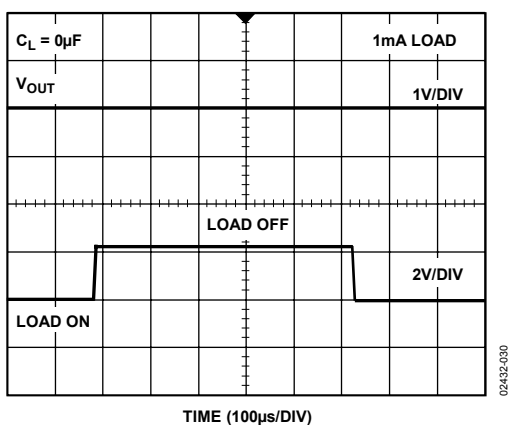 C_L = 0µF
1mA LOAD
V_OUT
1V/DIV
LOAD OFF
2V/DIV
LOAD ON
TIME (100µs/DIV)
02432-030